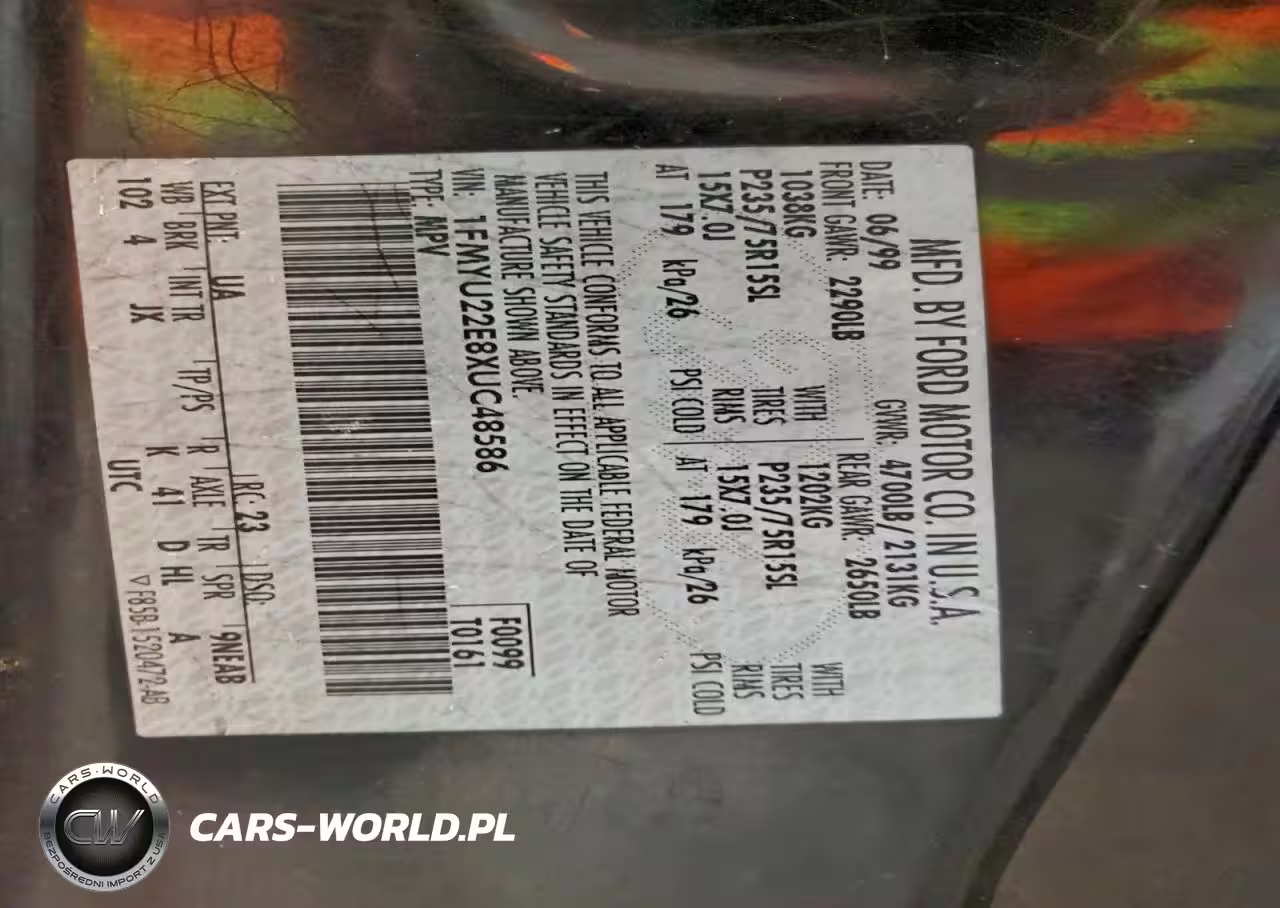 MFD. BY FORD MOTOR CO. IN U.S.A.
DATE: 06/99 GVWR: 4700LB/2131KG
FRONT GAWR: 2290LB REAR GAWR: 2650LB
1038KG WITH 1202KG WITH
P235/75R15SL TIRES P235/75R15SL TIRES
15X7.0J RIMS 15X7.0J RIMS
AT 179 kPa/26 PSI COLD AT 179 kPa/26 PSI COLD
THIS VEHICLE CONFORMS TO ALL APPLICABLE FEDERAL MOTOR
VEHICLE SAFETY STANDARDS IN EFFECT ON THE DATE OF
MANUFACTURE SHOWN ABOVE.
VIN: 1FMYU22E8XUC48586 F0099
TYPE: MPV T0161
EXT PNT: UA RC: 23 DSO: 9NEAB
WB BRK INT TR TP/PS R AXLE TR SPR
102 4 JX K 41 D HL A
UTC ▽F85B-1520472-AB
CARS-WORLD
CW
BEZPOŚREDNI IMPORT Z USA
CARS-WORLD.PL